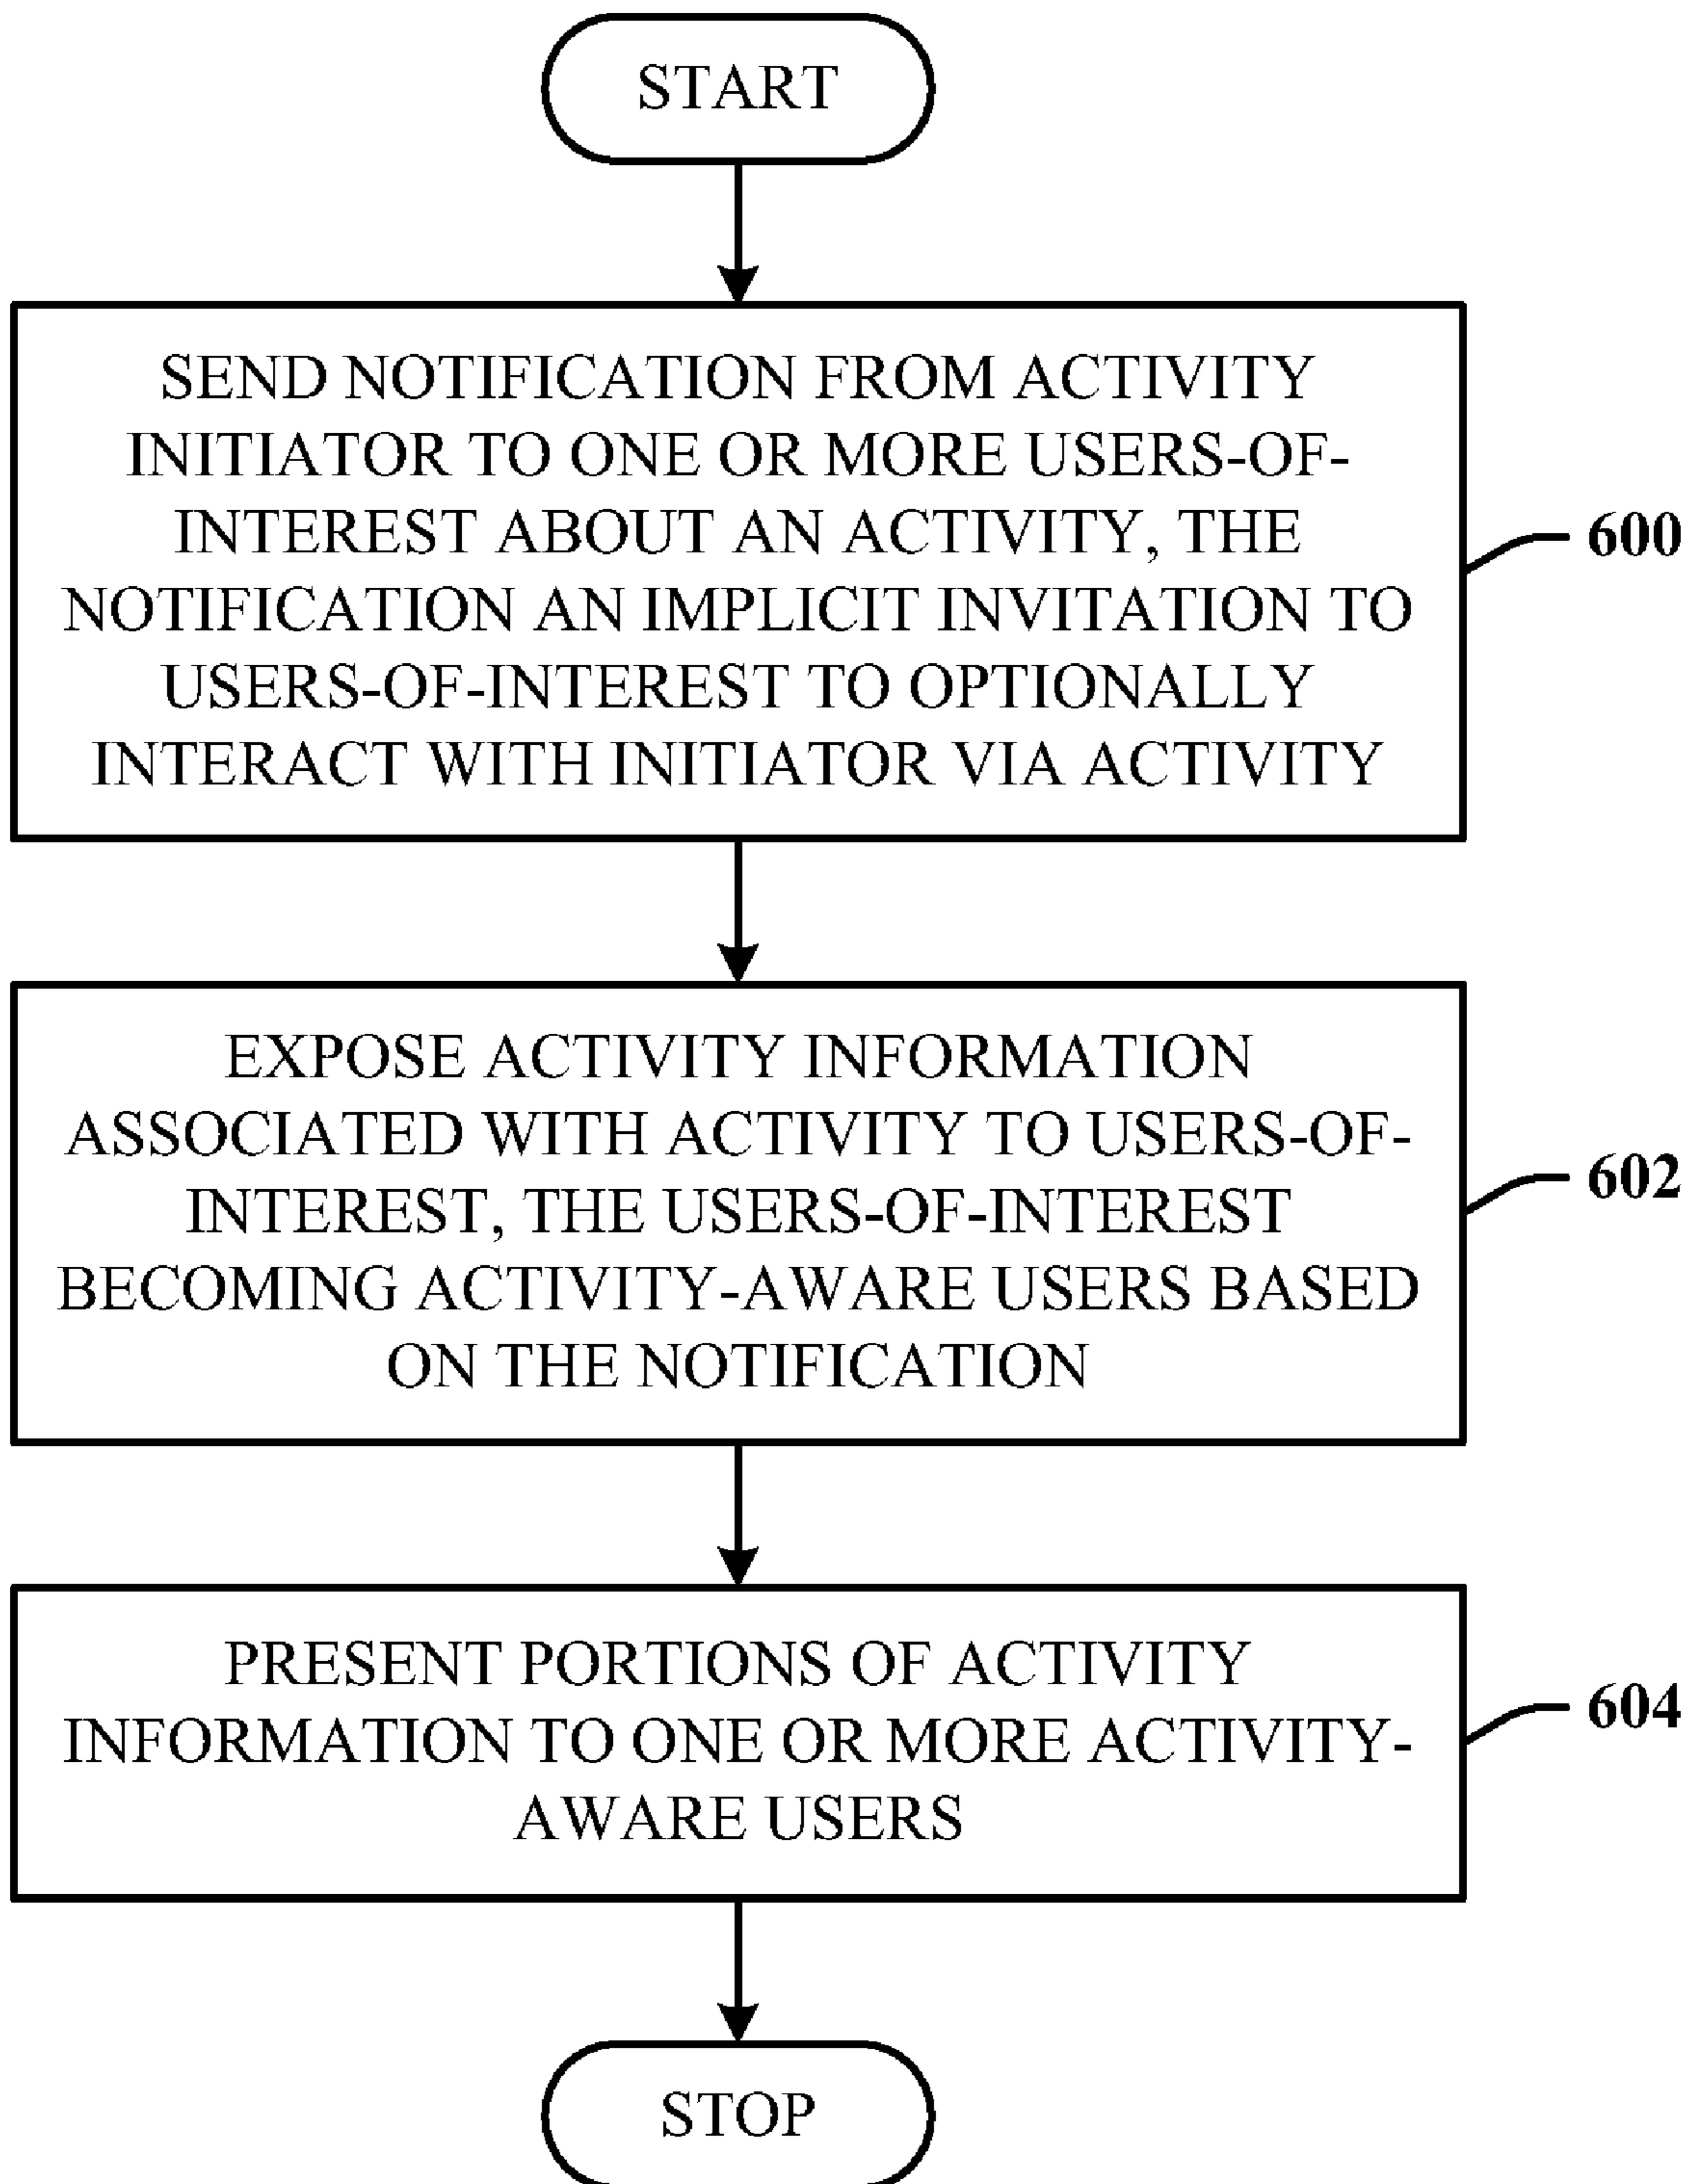 START
SEND NOTIFICATION FROM ACTIVITY
INITIATOR TO ONE OR MORE USERS-OF-
INTEREST ABOUT AN ACTIVITY, THE
NOTIFICATION AN IMPLICIT INVITATION TO
USERS-OF-INTEREST TO OPTIONALLY
INTERACT WITH INITIATOR VIA ACTIVITY
600
EXPOSE ACTIVITY INFORMATION
ASSOCIATED WITH ACTIVITY TO USERS-OF-
INTEREST, THE USERS-OF-INTEREST
BECOMING ACTIVITY-AWARE USERS BASED
ON THE NOTIFICATION
602
PRESENT PORTIONS OF ACTIVITY
INFORMATION TO ONE OR MORE ACTIVITY-
AWARE USERS
604
STOP